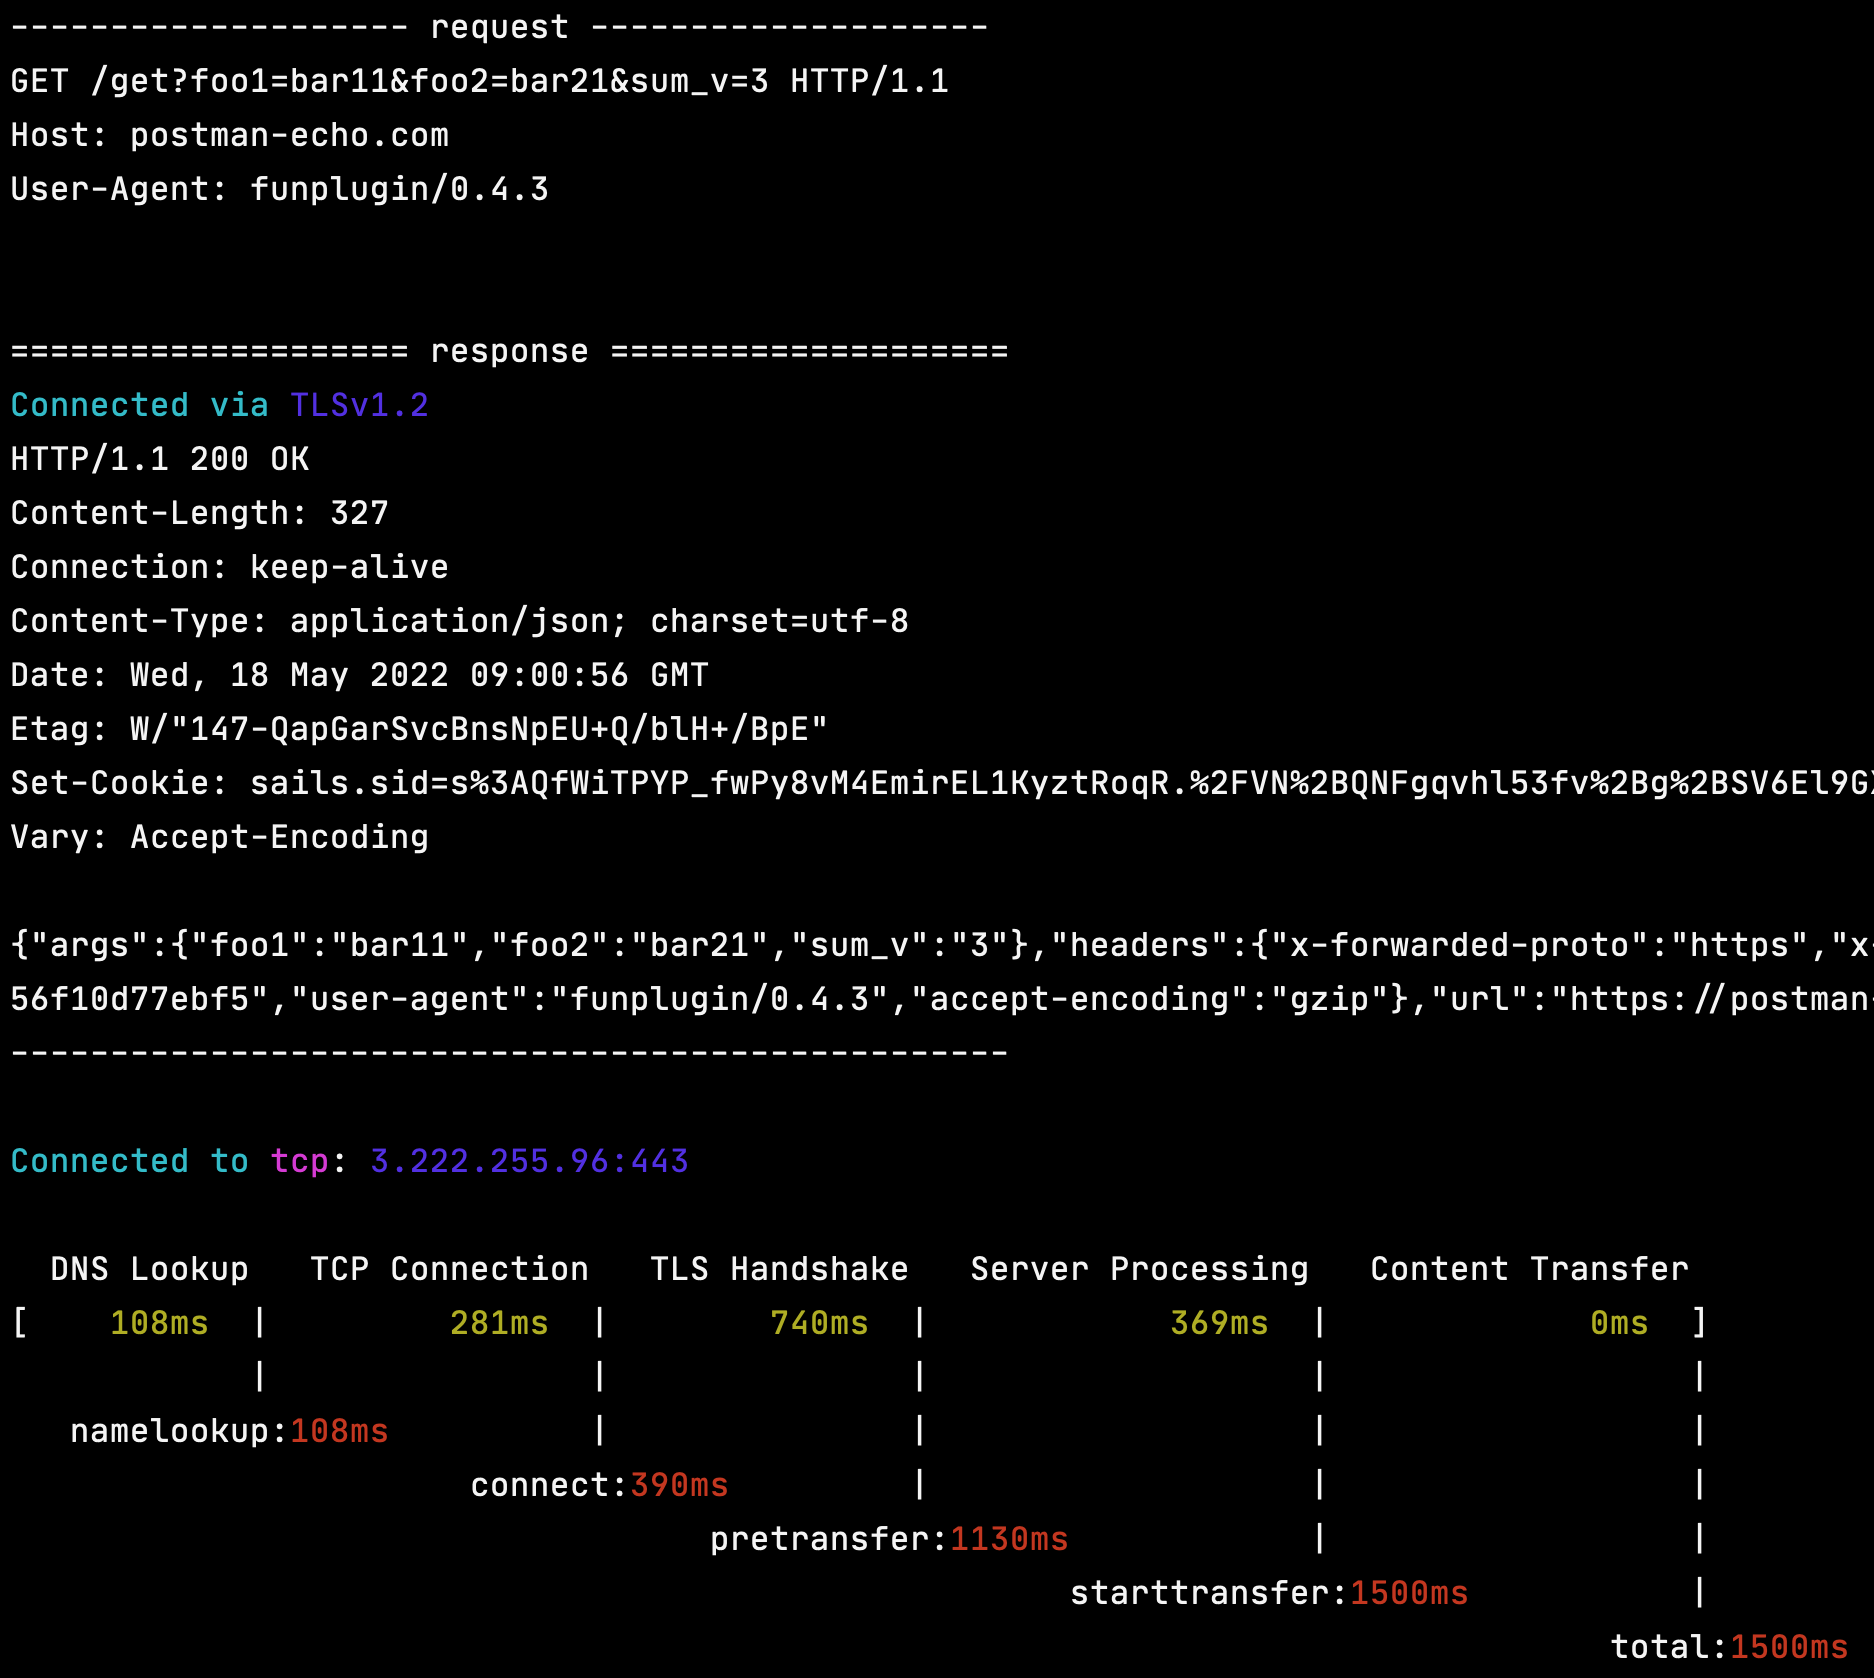 -------------------- request --------------------
GET /get?foo1=bar11&foo2=bar21&sum_v=3 HTTP/1.1
Host: postman-echo.com
User-Agent: funplugin/0.4.3
==================== response ====================
Connected via TLSv1.2
HTTP/1.1 200 OK
Content-Length: 327
Connection: keep-alive
Content-Type: application/json; charset=utf-8
Date: Wed, 18 May 2022 09:00:56 GMT
Etag: W/"147-QapGarSvcBnsNpEU+Q/blH+/BpE"
Set-Cookie: sails.sid=s%3AQfWiTPYP_fwPy8vM4EmirEL1KyztRoqR.%2FVN%2BQNFgqvhl53fv%2Bg%2BSV6El9G
Vary: Accept-Encoding
{"args":{"foo1":"bar11","foo2":"bar21","sum_v":"3"},"headers":{"x-forwarded-proto":"https","x-
56f10d77ebf5","user-agent":"funplugin/0.4.3","accept-encoding":"gzip"},"url":"https://postman-
--------------------------------------------------
Connected to tcp: 3.222.255.96:443
DNS Lookup   TCP Connection   TLS Handshake   Server Processing   Content Transfer
[    108ms  |         281ms  |        740ms  |            369ms  |             0ms  ]
|                |               |                   |                  |
namelookup:108ms          |               |                   |                  |
connect:390ms         |                   |                  |
pretransfer:1130ms            |                  |
starttransfer:1500ms           |
total:1500ms